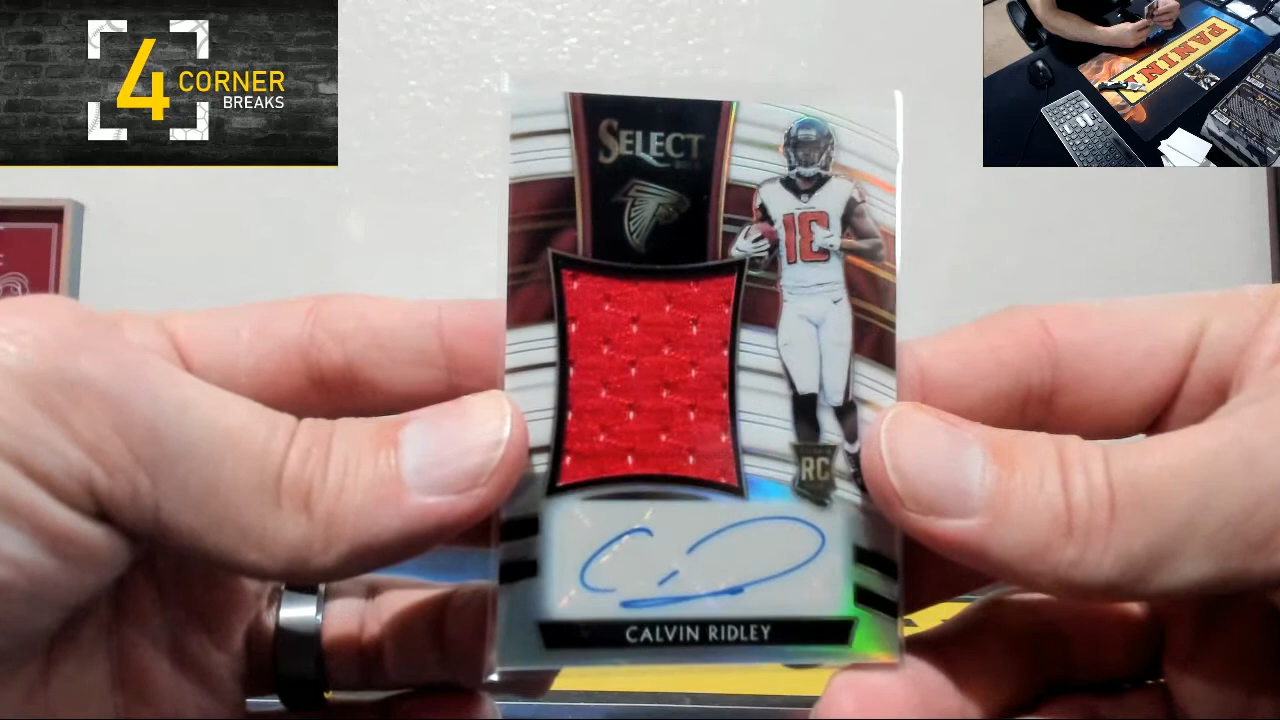 4
CORNER
BREAKS
PANINI
SELECT
18
RC
CALVIN RIDLEY